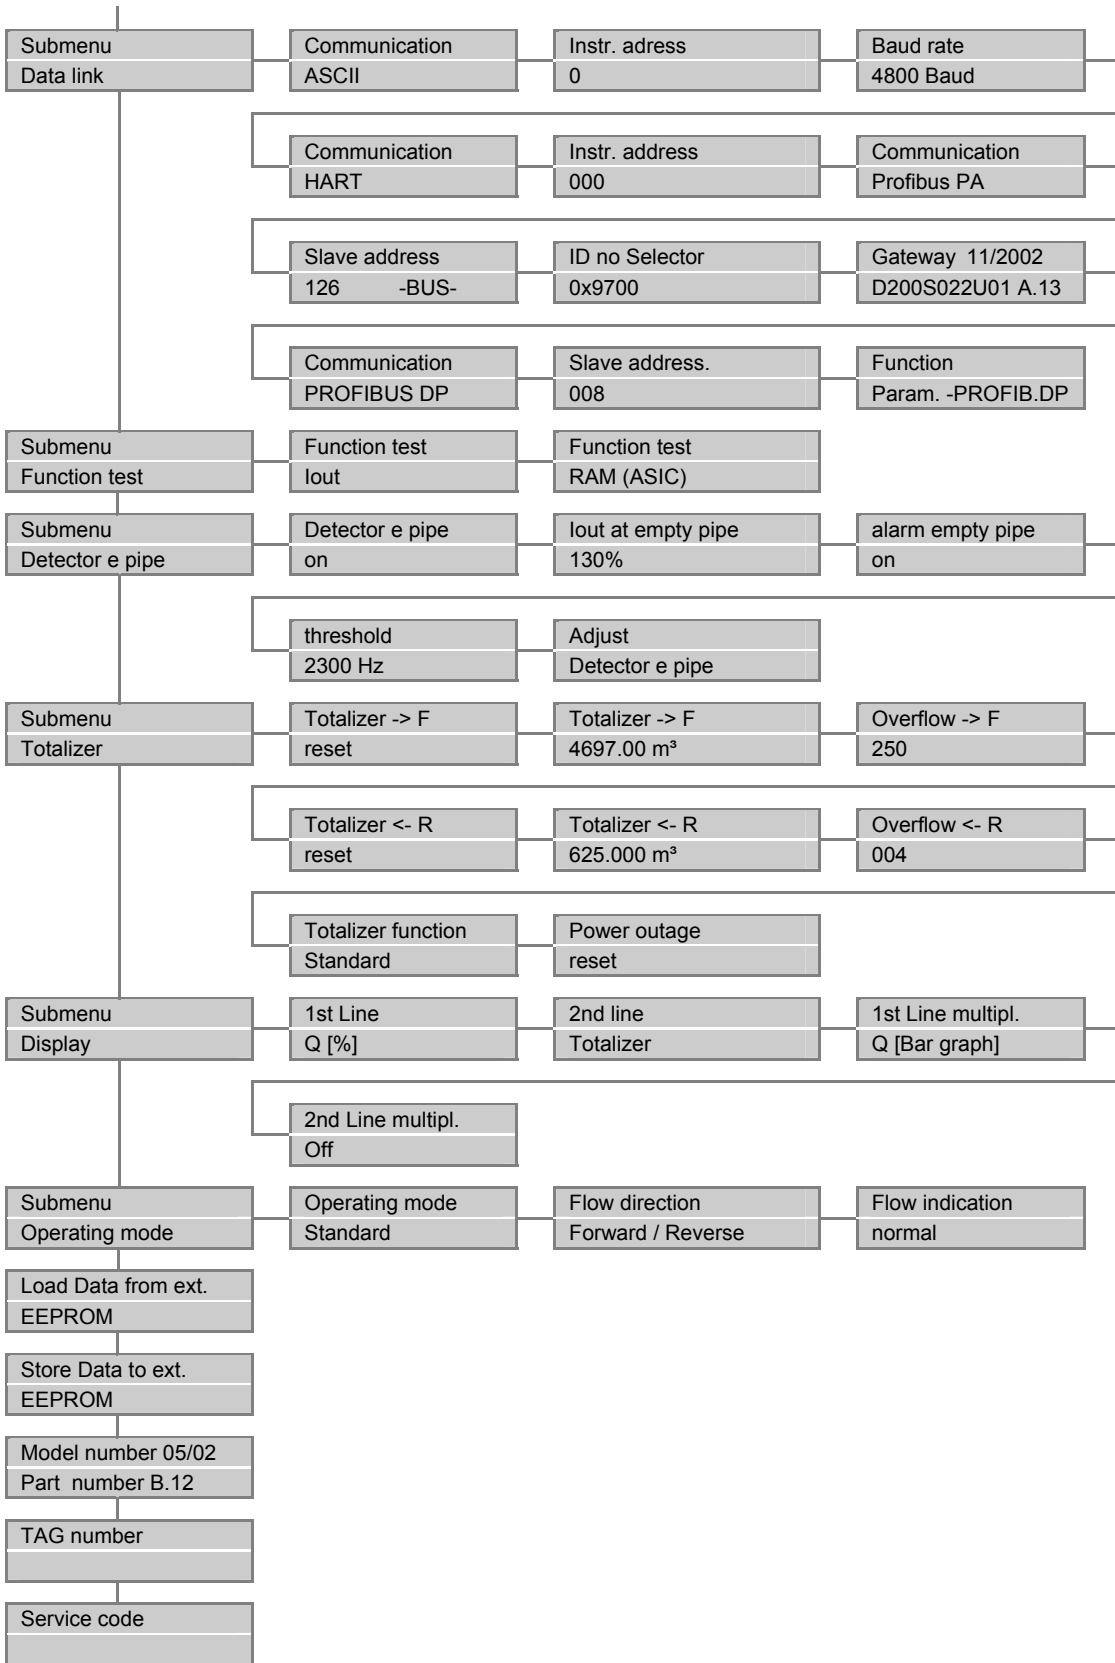 Submenu
Data link
Communication
ASCII
Instr. adress
0
Baud rate
4800 Baud
Communication
HART
Instr. address
000
Communication
Profibus PA
Slave address
126 -BUS-
ID no Selector
0x9700
Gateway 11/2002
D200S022U01 A.13
Communication
PROFIBUS DP
Slave address.
008
Function
Param. -PROFIB.DP
Submenu
Function test
Function test
Iout
Function test
RAM (ASIC)
Submenu
Detector e pipe
Detector e pipe
on
Iout at empty pipe
130%
alarm empty pipe
on
threshold
2300 Hz
Adjust
Detector e pipe
Submenu
Totalizer
Totalizer -> F
reset
Totalizer -> F
4697.00 m³
Overflow -> F
250
Totalizer <- R
reset
Totalizer <- R
625.000 m³
Overflow <- R
004
Totalizer function
Standard
Power outage
reset
Submenu
Display
1st Line
Q [%]
2nd line
Totalizer
1st Line multipl.
Q [Bar graph]
2nd Line multipl.
Off
Submenu
Operating mode
Operating mode
Standard
Flow direction
Forward / Reverse
Flow indication
normal
Load Data from ext.
EEPROM
Store Data to ext.
EEPROM
Model number 05/02
Part number B.12
TAG number
Service code